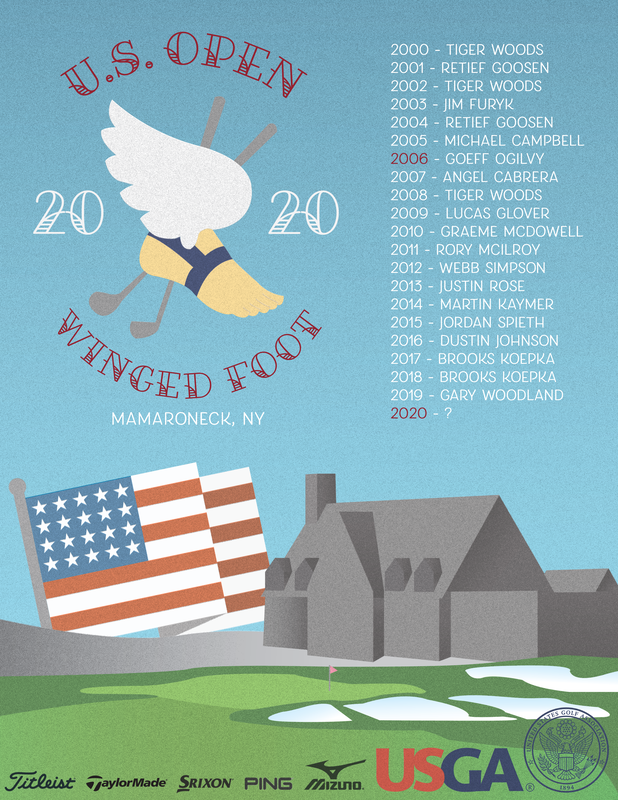 U.S. OPEN
20 20
WINGED FOOT
MAMARONECK, NY
2000 - TIGER WOODS
2001 - RETIEF GOOSEN
2002 - TIGER WOODS
2003 - JIM FURYK
2004 - RETIEF GOOSEN
2005 - MICHAEL CAMPBELL
2006 - GOEFF OGILVY
2007 - ANGEL CABRERA
2008 - TIGER WOODS
2009 - LUCAS GLOVER
2010 - GRAEME MCDOWELL
2011 - RORY MCILROY
2012 - WEBB SIMPSON
2013 - JUSTIN ROSE
2014 - MARTIN KAYMER
2015 - JORDAN SPIETH
2016 - DUSTIN JOHNSON
2017 - BROOKS KOEPKA
2018 - BROOKS KOEPKA
2019 - GARY WOODLAND
2020 - ?
Titleist TaylorMade SRIXON PING MIZUNO USGA ®
UNITED STATES GOLF ASSOCIATION
1894